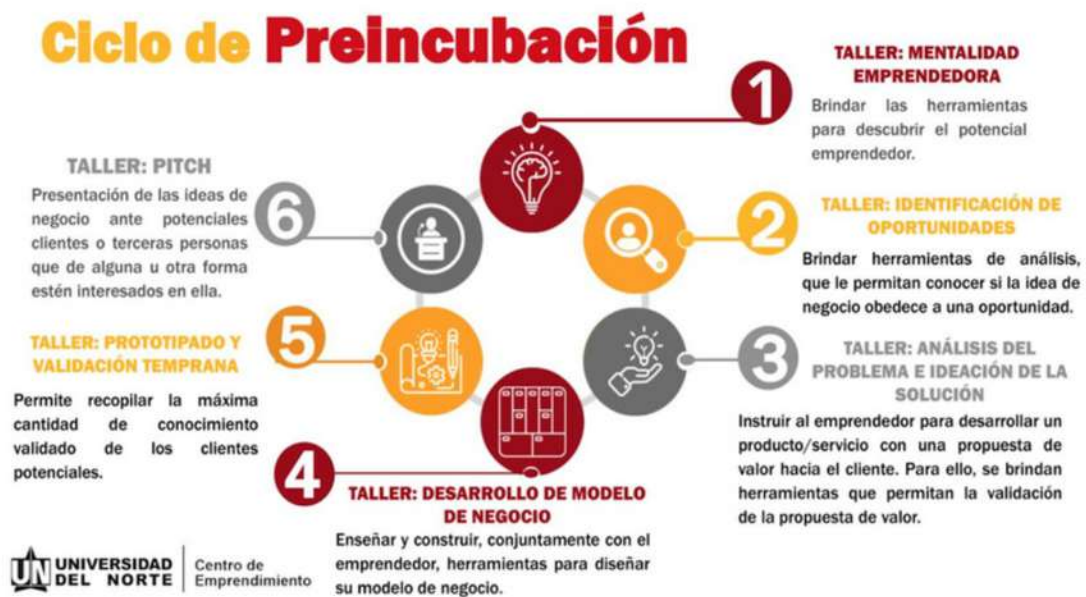 Ciclo de Preincubación
1
TALLER: MENTALIDAD
EMPRENDEDORA
Brindar las herramientas
para descubrir el potencial
emprendedor.
2
TALLER: IDENTIFICACIÓN DE
OPORTUNIDADES
Brindar herramientas de análisis,
que le permitan conocer si la idea de
negocio obedece a una oportunidad.
3
TALLER: ANÁLISIS DEL
PROBLEMA E IDEACIÓN DE LA
SOLUCIÓN
Instruir al emprendedor para desarrollar un
producto/servicio con una propuesta de
valor hacia el cliente. Para ello, se brindan
herramientas que permitan la validación
de la propuesta de valor.
4
TALLER: DESARROLLO DE MODELO
DE NEGOCIO
Enseñar y construir, conjuntamente con el
emprendedor, herramientas para diseñar
su modelo de negocio.
5
TALLER: PROTOTIPADO Y
VALIDACIÓN TEMPRANA
Permite recopilar la máxima
cantidad de conocimiento
validado de los clientes
potenciales.
6
TALLER: PITCH
Presentación de las ideas de
negocio ante potenciales
clientes o terceras personas
que de alguna u otra forma
estén interesados en ella.
UN UNIVERSIDAD
DEL NORTE
Centro de
Emprendimiento